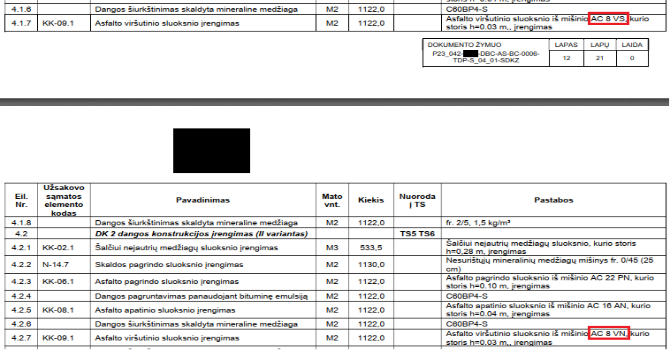 4.1.6 Dangos šiurkštinimas skaldyta mineraline medžiaga M2 1122,0 C60BP4-S
4.1.7 KK-09.1 Asfalto viršutinio sluoksnio įrengimas M2 1122,0 Asfalto viršutinio sluoksnio iš mišinio AC 8 VS, kurio
storis h=0.03 m., įrengimas
DOKUMENTO ŽYMUO LAPAS LAPŲ LAIDA
P23_042- -DBC-AS-BC-0006-
TDP-S_04_01-SDKZ 12 21 0
Eil.
Nr.
Užsakovo
sąmatos
elemento
kodas
Pavadinimas
Mato
vnt.
Kiekis
Nuoroda
į TS
Pastabos
4.1.8 Dangos šiurkštinimas skaldyta mineraline medžiaga M2 1122,0 fr. 2/5, 1,5 kg/m²
4.2 DK 2 dangos konstrukcijos įrengimas (II variantas) TS5 TS6
4.2.1 KK-02.1 Šalčiui nejautrių medžiagų sluoksnio įrengimas M3 533,5 Šalčiui nejautrių medžiagų sluoksnio, kurio storis
h=0,28 m, įrengimas
4.2.2 N-14.7 Skaldos pagrindo sluoksnio įrengimas M2 1130,0 Nesurištųjų mineralinių medžiagų mišinys fr. 0/45 (25
cm)
4.2.3 KK-06.1 Asfalto pagrindo sluoksnio įrengimas M2 1122,0 Asfalto pagrindo sluoksnio iš mišinio AC 22 PN, kurio
storis h=0.10 m, įrengimas
4.2.4 Dangos pagruntavimas panaudojant bituminę emulsiją M2 1122,0 C60BP4-S
4.2.5 KK-08.1 Asfalto apatinio sluoksnio įrengimas M2 1122,0 Asfalto apatinio sluoksnio iš mišinio AC 16 AN, kurio
storis h=0.04 m, įrengimas
4.2.6 Dangos šiurkštinimas skaldyta mineraline medžiaga M2 1122,0 C60BP4-S
4.2.7 KK-09.1 Asfalto viršutinio sluoksnio įrengimas M2 1122,0 Asfalto viršutinio sluoksnio iš mišinio AC 8 VN, kurio
storis h=0.03 m., įrengimas